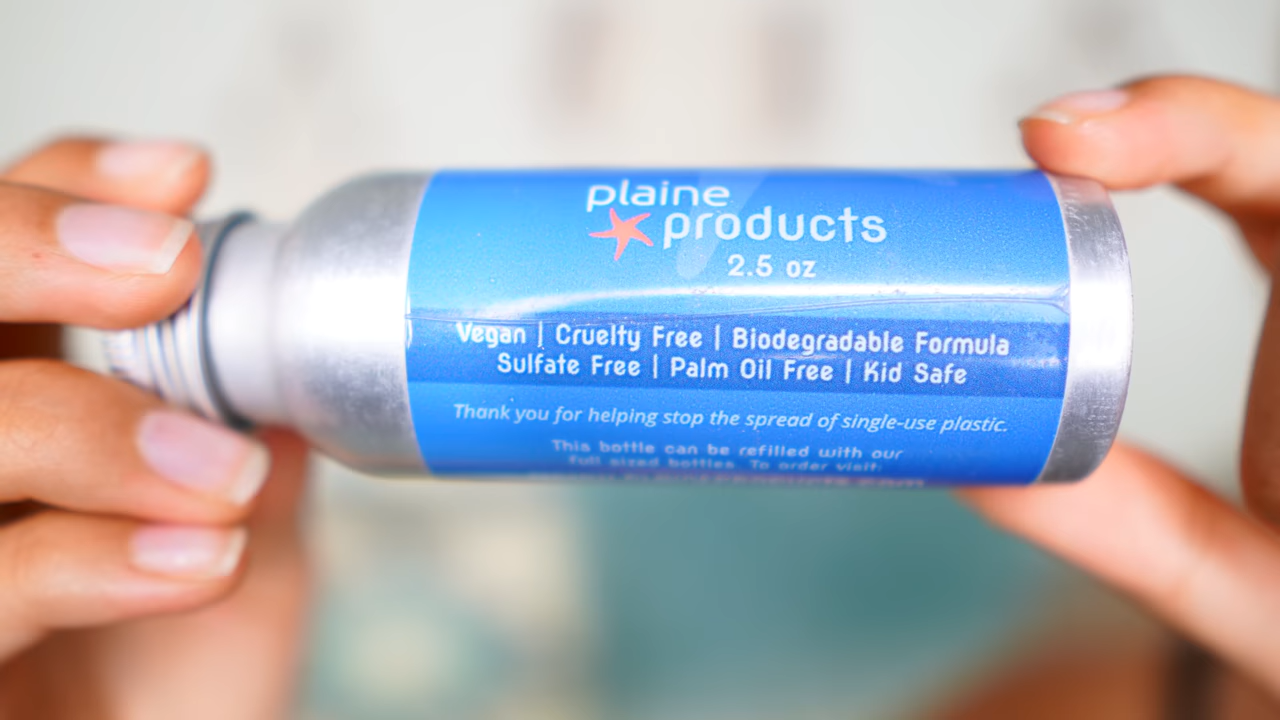 plaine
products
2.5 oz
Vegan | Cruelty Free | Biodegradable Formula
Sulfate Free | Palm Oil Free | Kid Safe
Thank you for helping stop the spread of single-use plastic.
This bottle can be refilled with our
full sized bottles. To order visit: